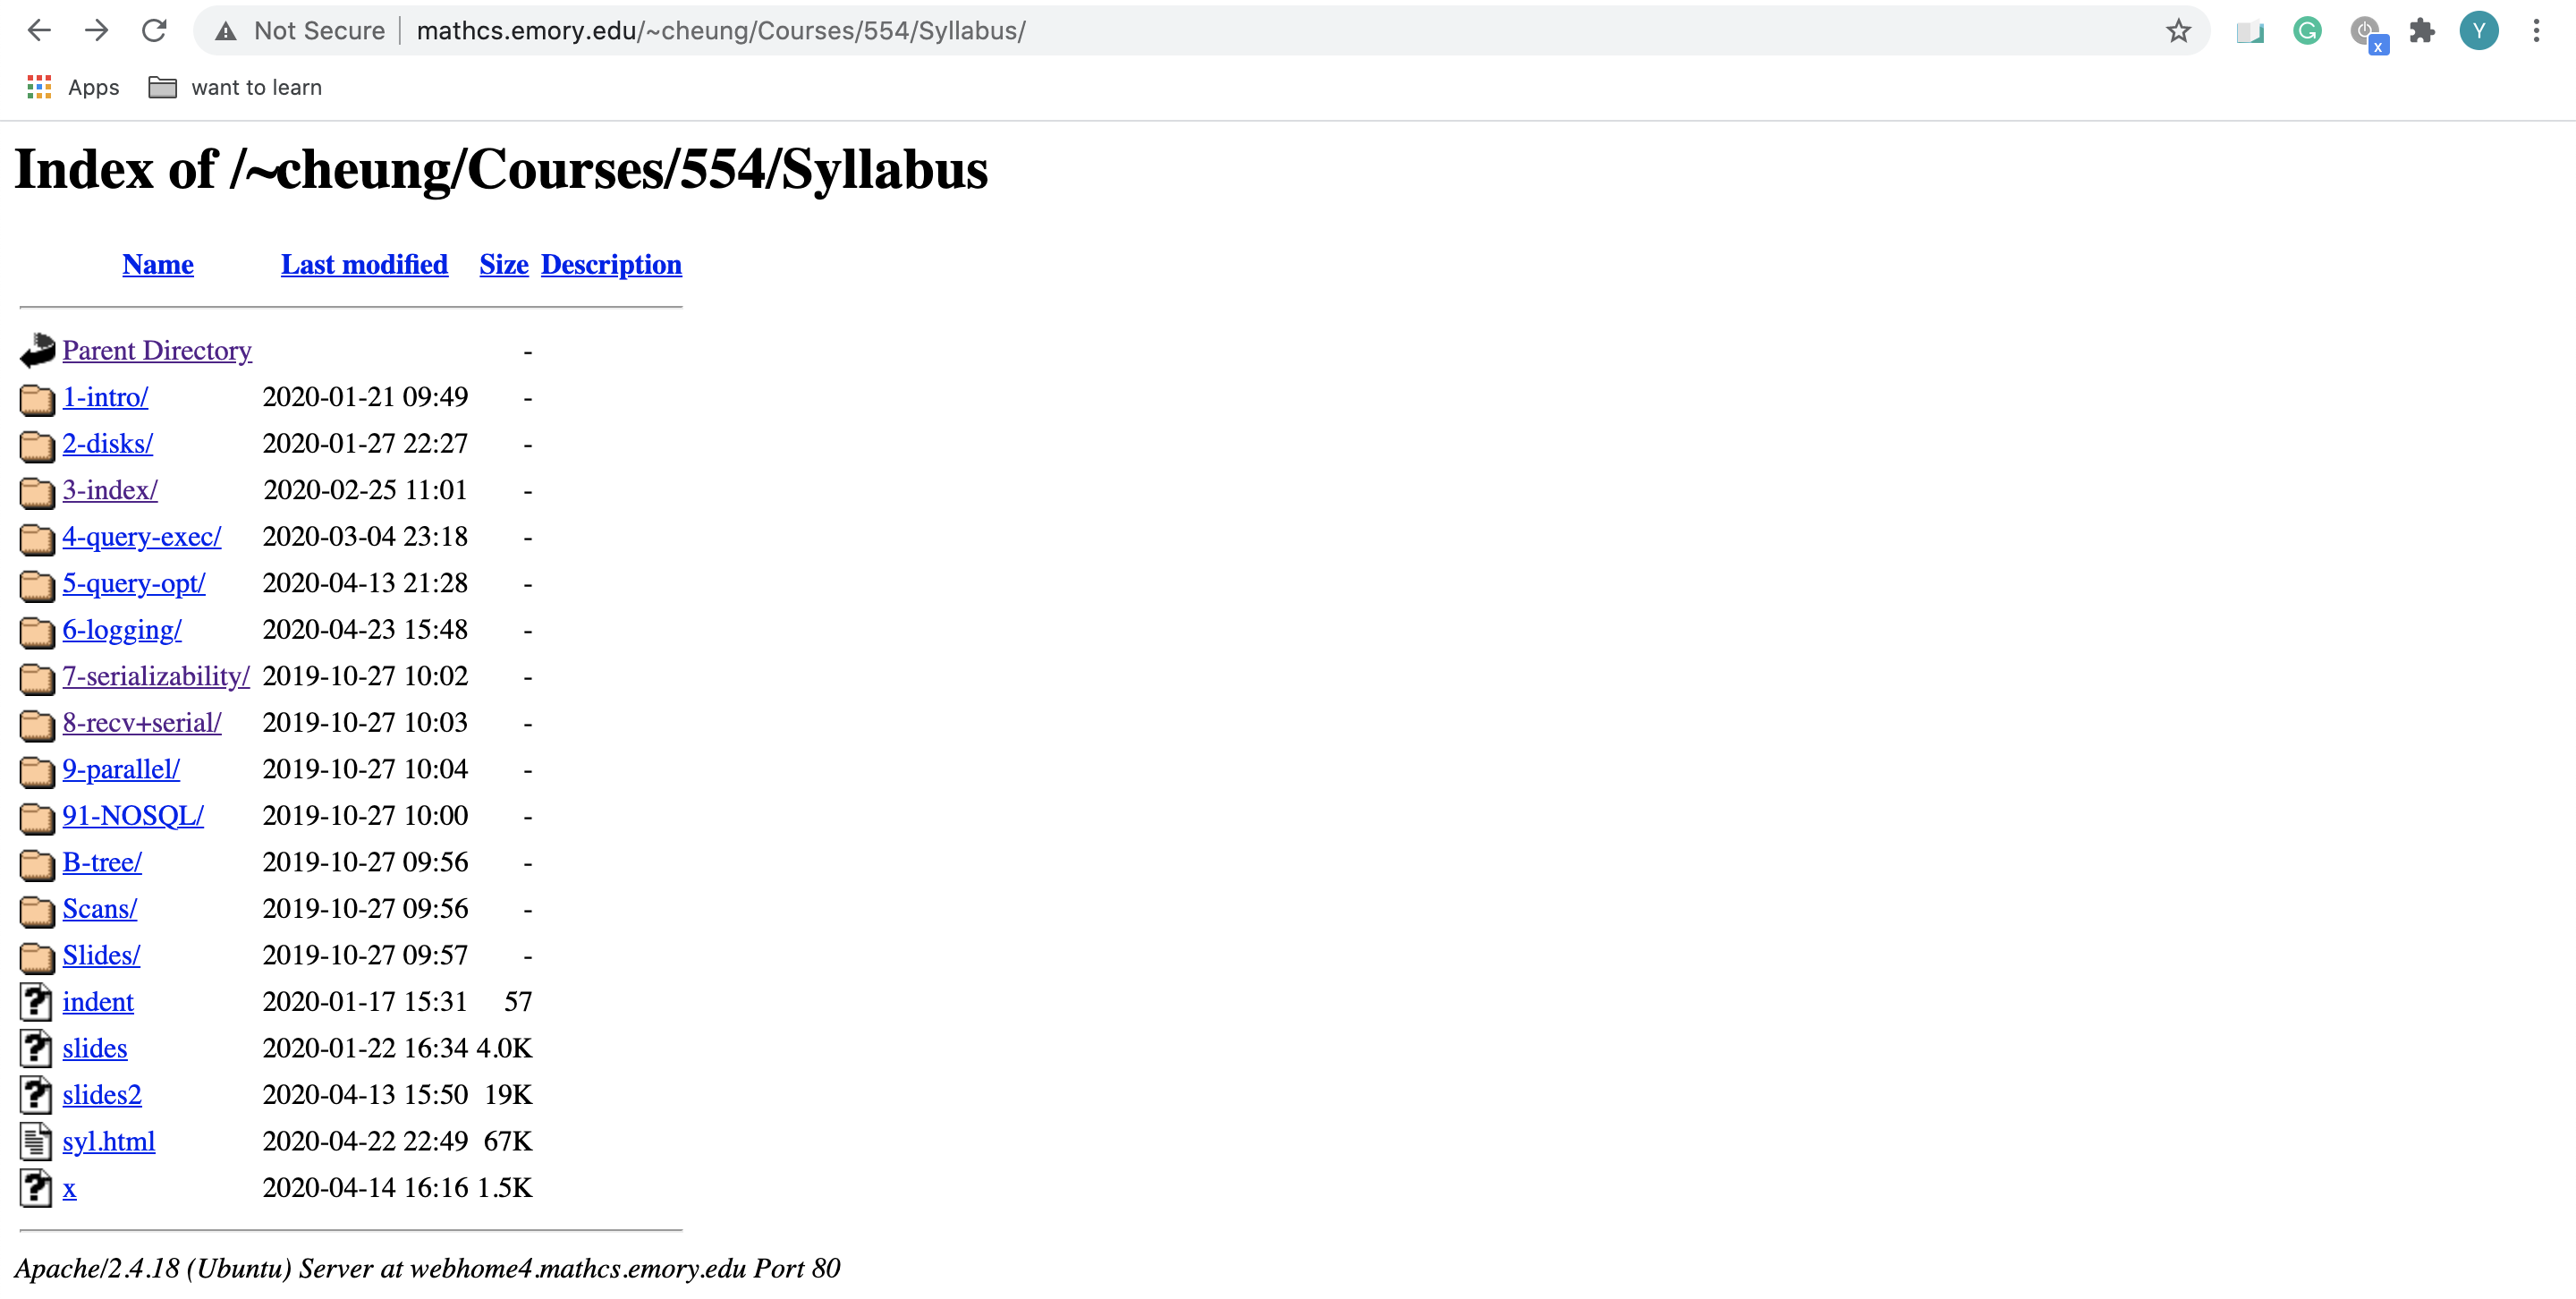 Not Secure | mathcs.emory.edu/~cheung/Courses/554/Syllabus/
x
Y
Apps want to learn
Index of /~cheung/Courses/554/Syllabus
Name Last modified Size Description
Parent Directory -
1-intro/ 2020-01-21 09:49 -
2-disks/ 2020-01-27 22:27 -
3-index/ 2020-02-25 11:01 -
4-query-exec/ 2020-03-04 23:18 -
5-query-opt/ 2020-04-13 21:28 -
6-logging/ 2020-04-23 15:48 -
7-serializability/ 2019-10-27 10:02 -
8-recv+serial/ 2019-10-27 10:03 -
9-parallel/ 2019-10-27 10:04 -
91-NOSQL/ 2019-10-27 10:00 -
B-tree/ 2019-10-27 09:56 -
Scans/ 2019-10-27 09:56 -
Slides/ 2019-10-27 09:57 -
indent 2020-01-17 15:31 57
slides 2020-01-22 16:34 4.0K
slides2 2020-04-13 15:50 19K
syl.html 2020-04-22 22:49 67K
x 2020-04-14 16:16 1.5K
Apache/2.4.18 (Ubuntu) Server at webhome4.mathcs.emory.edu Port 80